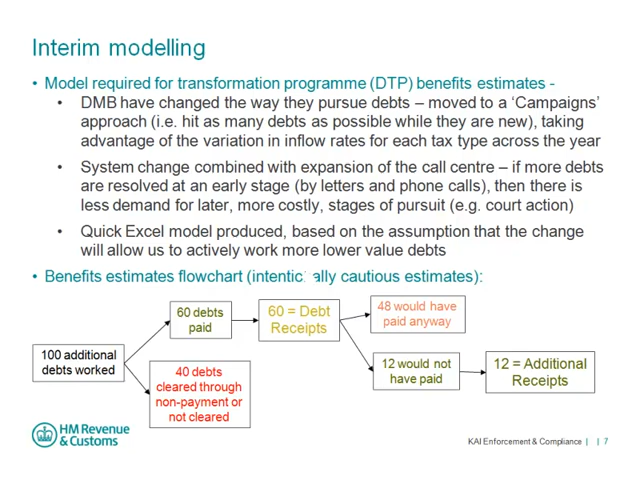 Interim modelling
• Model required for transformation programme (DTP) benefits estimates -
• DMB have changed the way they pursue debts – moved to a ‘Campaigns’
approach (i.e. hit as many debts as possible while they are new), taking
advantage of the variation in inflow rates for each tax type across the year
• System change combined with expansion of the call centre – if more debts
are resolved at an early stage (by letters and phone calls), then there is
less demand for later, more costly, stages of pursuit (e.g. court action)
• Quick Excel model produced, based on the assumption that the change
will allow us to actively work more lower value debts
• Benefits estimates flowchart (intentic ally cautious estimates):
100 additional
debts worked
60 debts
paid
40 debts
cleared through
non-payment or
not cleared
60 = Debt
Receipts
48 would have
paid anyway
12 would not
have paid
12 = Additional
Receipts
HM Revenue
& Customs
KAI Enforcement & Compliance | | 7